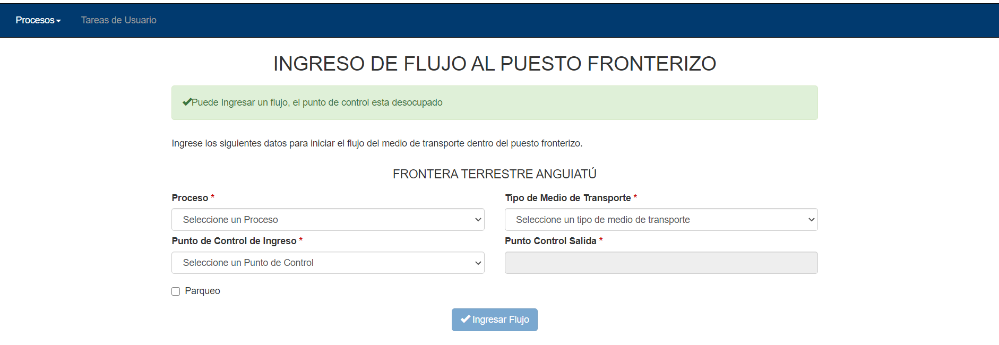 Procesos Tareas de Usuario
INGRESO DE FLUJO AL PUESTO FRONTERIZO
Puede Ingresar un flujo, el punto de control esta desocupado
Ingrese los siguientes datos para iniciar el flujo del medio de transporte dentro del puesto fronterizo.
FRONTERA TERRESTRE ANGUIATÚ
Proceso * Tipo de Medio de Transporte *
Seleccione un Proceso Seleccione un tipo de medio de transporte
Punto de Control de Ingreso * Punto Control Salida *
Seleccione un Punto de Control
Parqueo
Ingresar Flujo